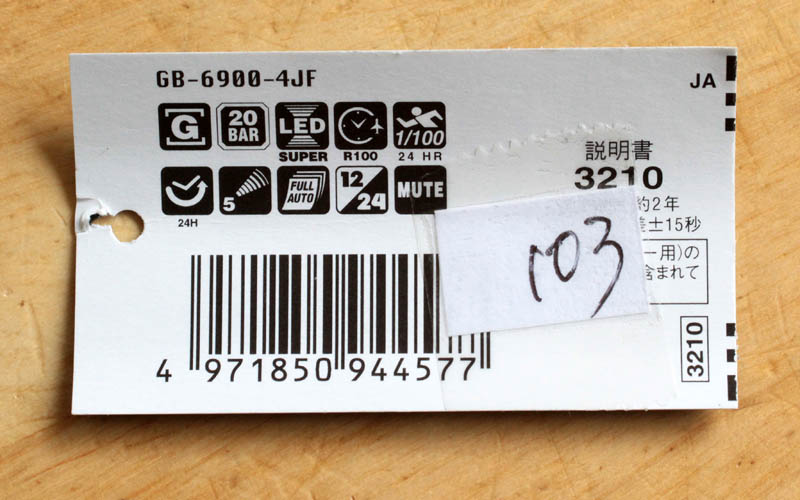 GB-6900-4JF
JA
G
20
BAR
LED
SUPER
R100
1/100
24 HR
24H
5
FULL
AUTO
12/24
MUTE
説明書
3210
約2年
差±15秒
ー用)の
含まれて
103
3210
4 971850 944577